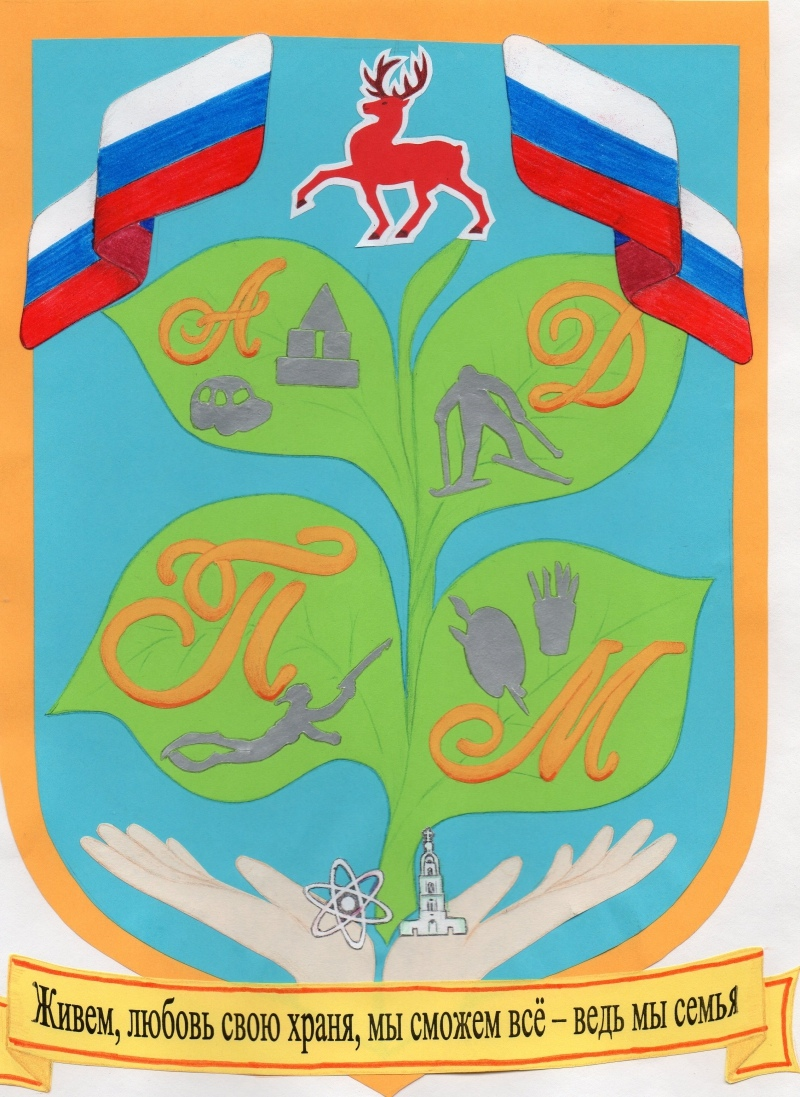 А
Д
П
М
Живем, любовь свою храня, мы сможем всё – ведь мы семья